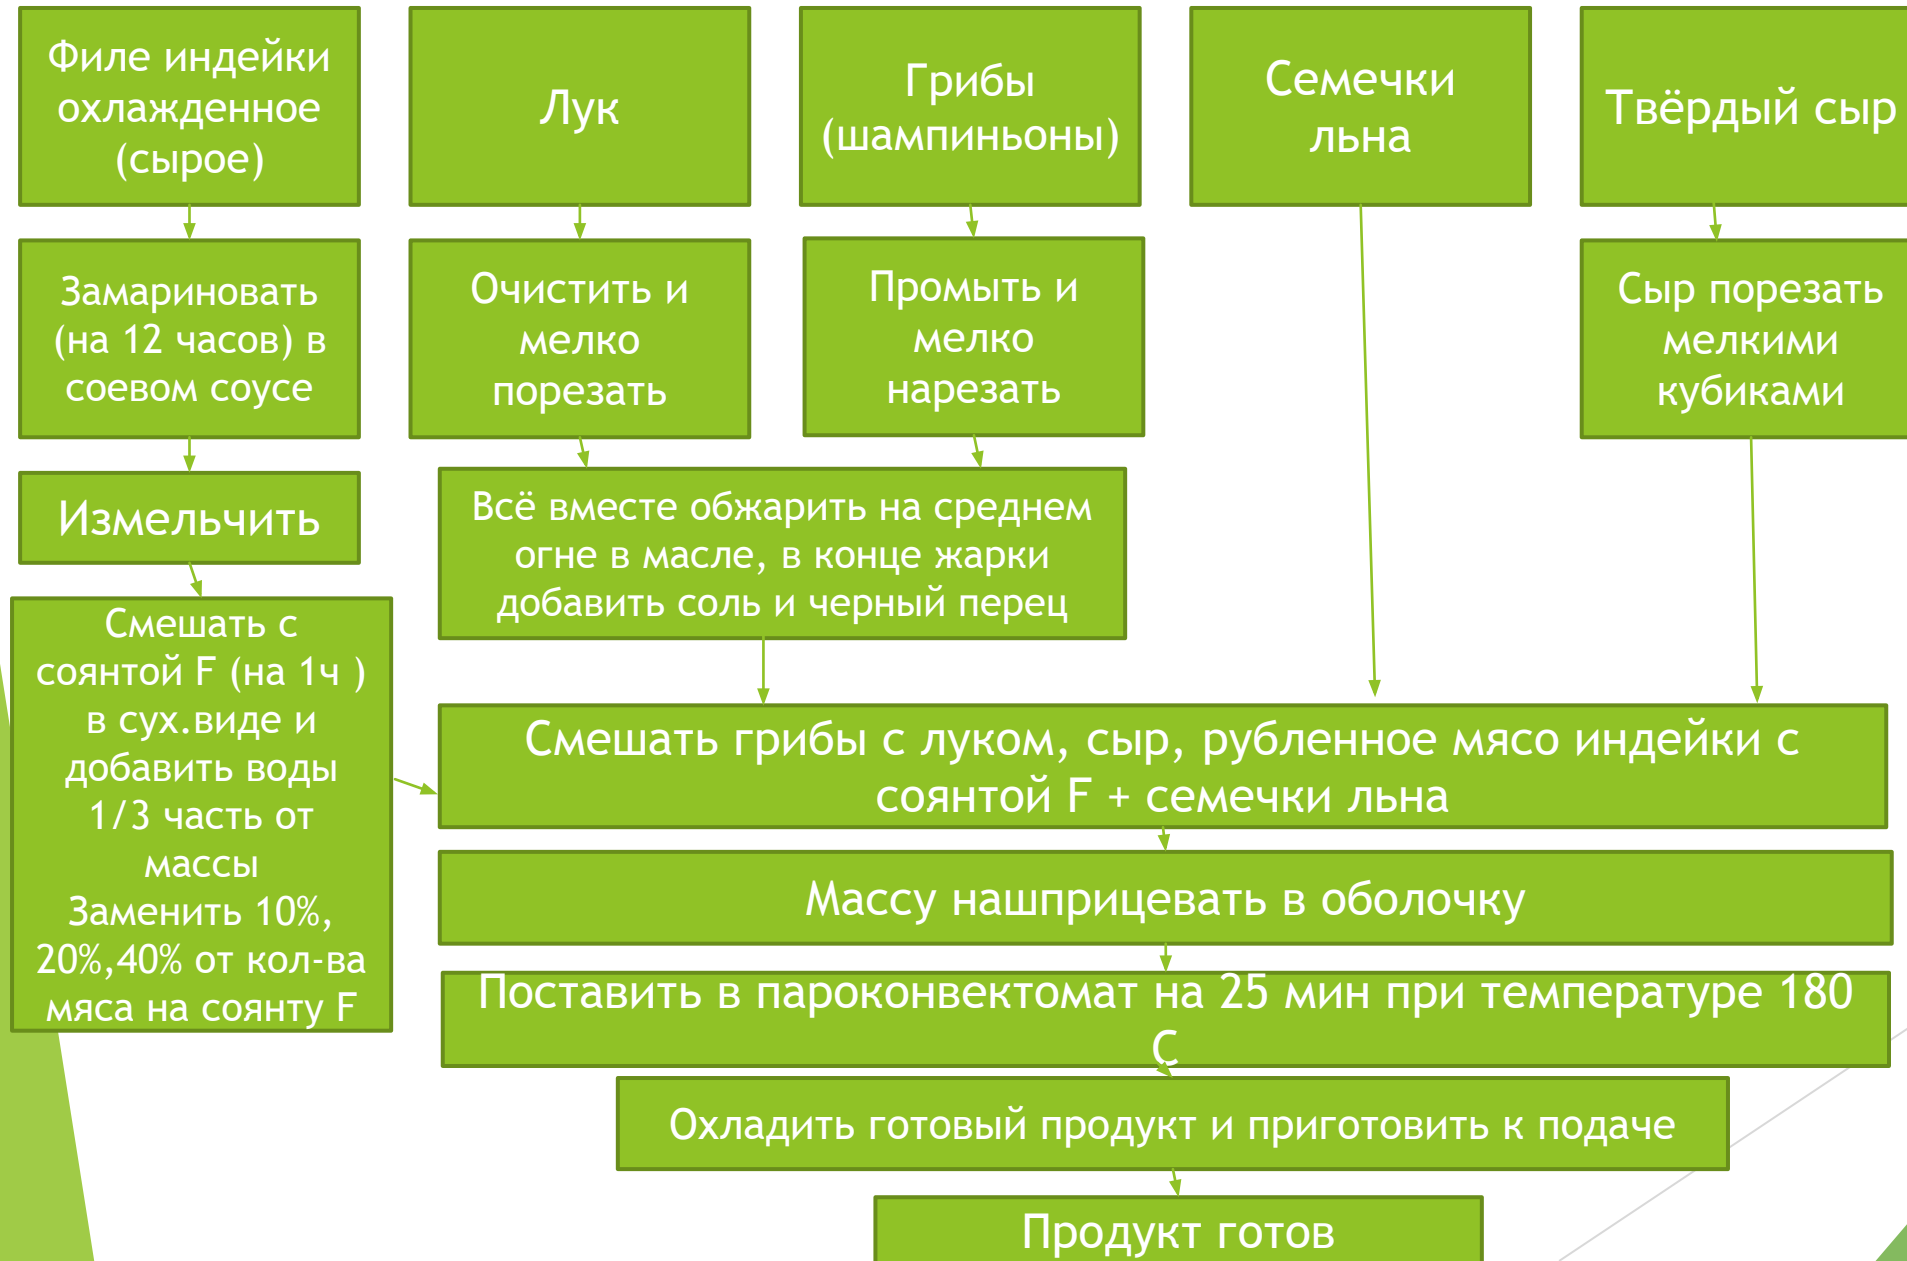 Филе индейки
охлажденное
(сырое)
Лук
Грибы
(шампиньоны)
Семечки
льна
Твёрдый сыр
Замариновать
(на 12 часов) в
соевом соусе
Очистить и
мелко
порезать
Промыть и
мелко
нарезать
Сыр порезать
мелкими
кубиками
Измельчить
Всё вместе обжарить на среднем
огне в масле, в конце жарки
добавить соль и черный перец
Смешать с
соянтой F (на 1ч )
в сух.виде и
добавить воды
1/3 часть от
массы
Заменить 10%,
20%,40% от кол-ва
мяса на соянту F
Смешать грибы с луком, сыр, рубленное мясо индейки с
соянтой F + семечки льна
Массу нашприцевать в оболочку
Поставить в пароконвектомат на 25 мин при температуре 180
С
Охладить готовый продукт и приготовить к подаче
Продукт готов